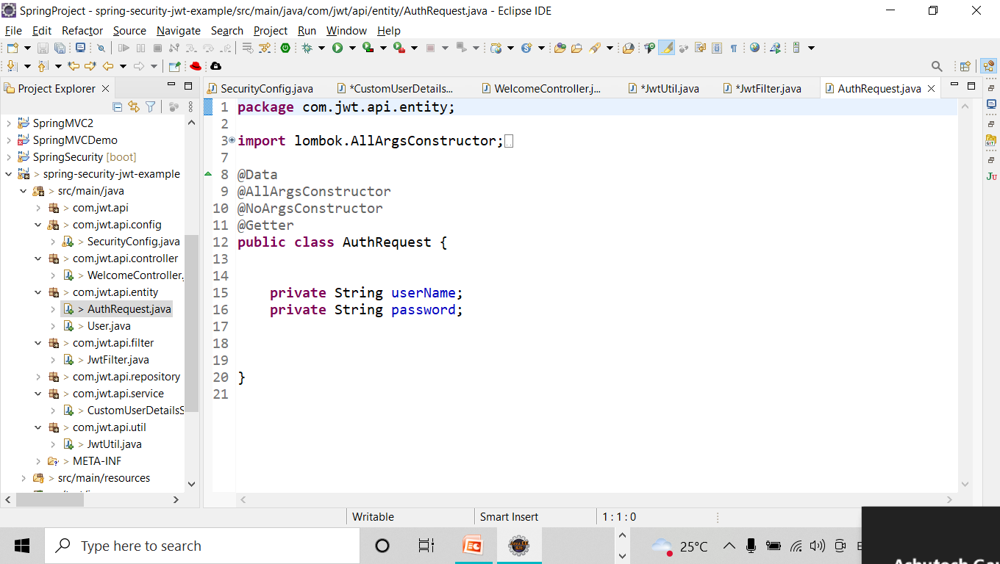 SpringProject - spring-security-jwt-example/src/main/java/com/jwt/api/entity/AuthRequest.java - Eclipse IDE
File Edit Refactor Source Navigate Search Project Run Window Help
Project Explorer
SecurityConfig.java *CustomUserDetails... WelcomeController.j... *JwtUtil.java *JwtFilter.java AuthRequest.java
SpringMVC2
SpringMVCDemo
SpringSecurity [boot]
> spring-security-jwt-example
> src/main/java
> com.jwt.api
> com.jwt.api.config
> SecurityConfig.java
> com.jwt.api.controller
> WelcomeController.
> com.jwt.api.entity
> AuthRequest.java
> User.java
> com.jwt.api.filter
> JwtFilter.java
> com.jwt.api.repository
> com.jwt.api.service
> CustomUserDetailsS
> com.jwt.api.util
> JwtUtil.java
> META-INF
> src/main/resources
1 package com.jwt.api.entity;
2
3 import lombok.AllArgsConstructor;
7
8 @Data
9 @AllArgsConstructor
10 @NoArgsConstructor
11 @Getter
12 public class AuthRequest {
13
14
15 private String userName;
16 private String password;
17
18
19
20 }
21
Writable Smart Insert 1 : 1 : 0
Type here to search
25°C